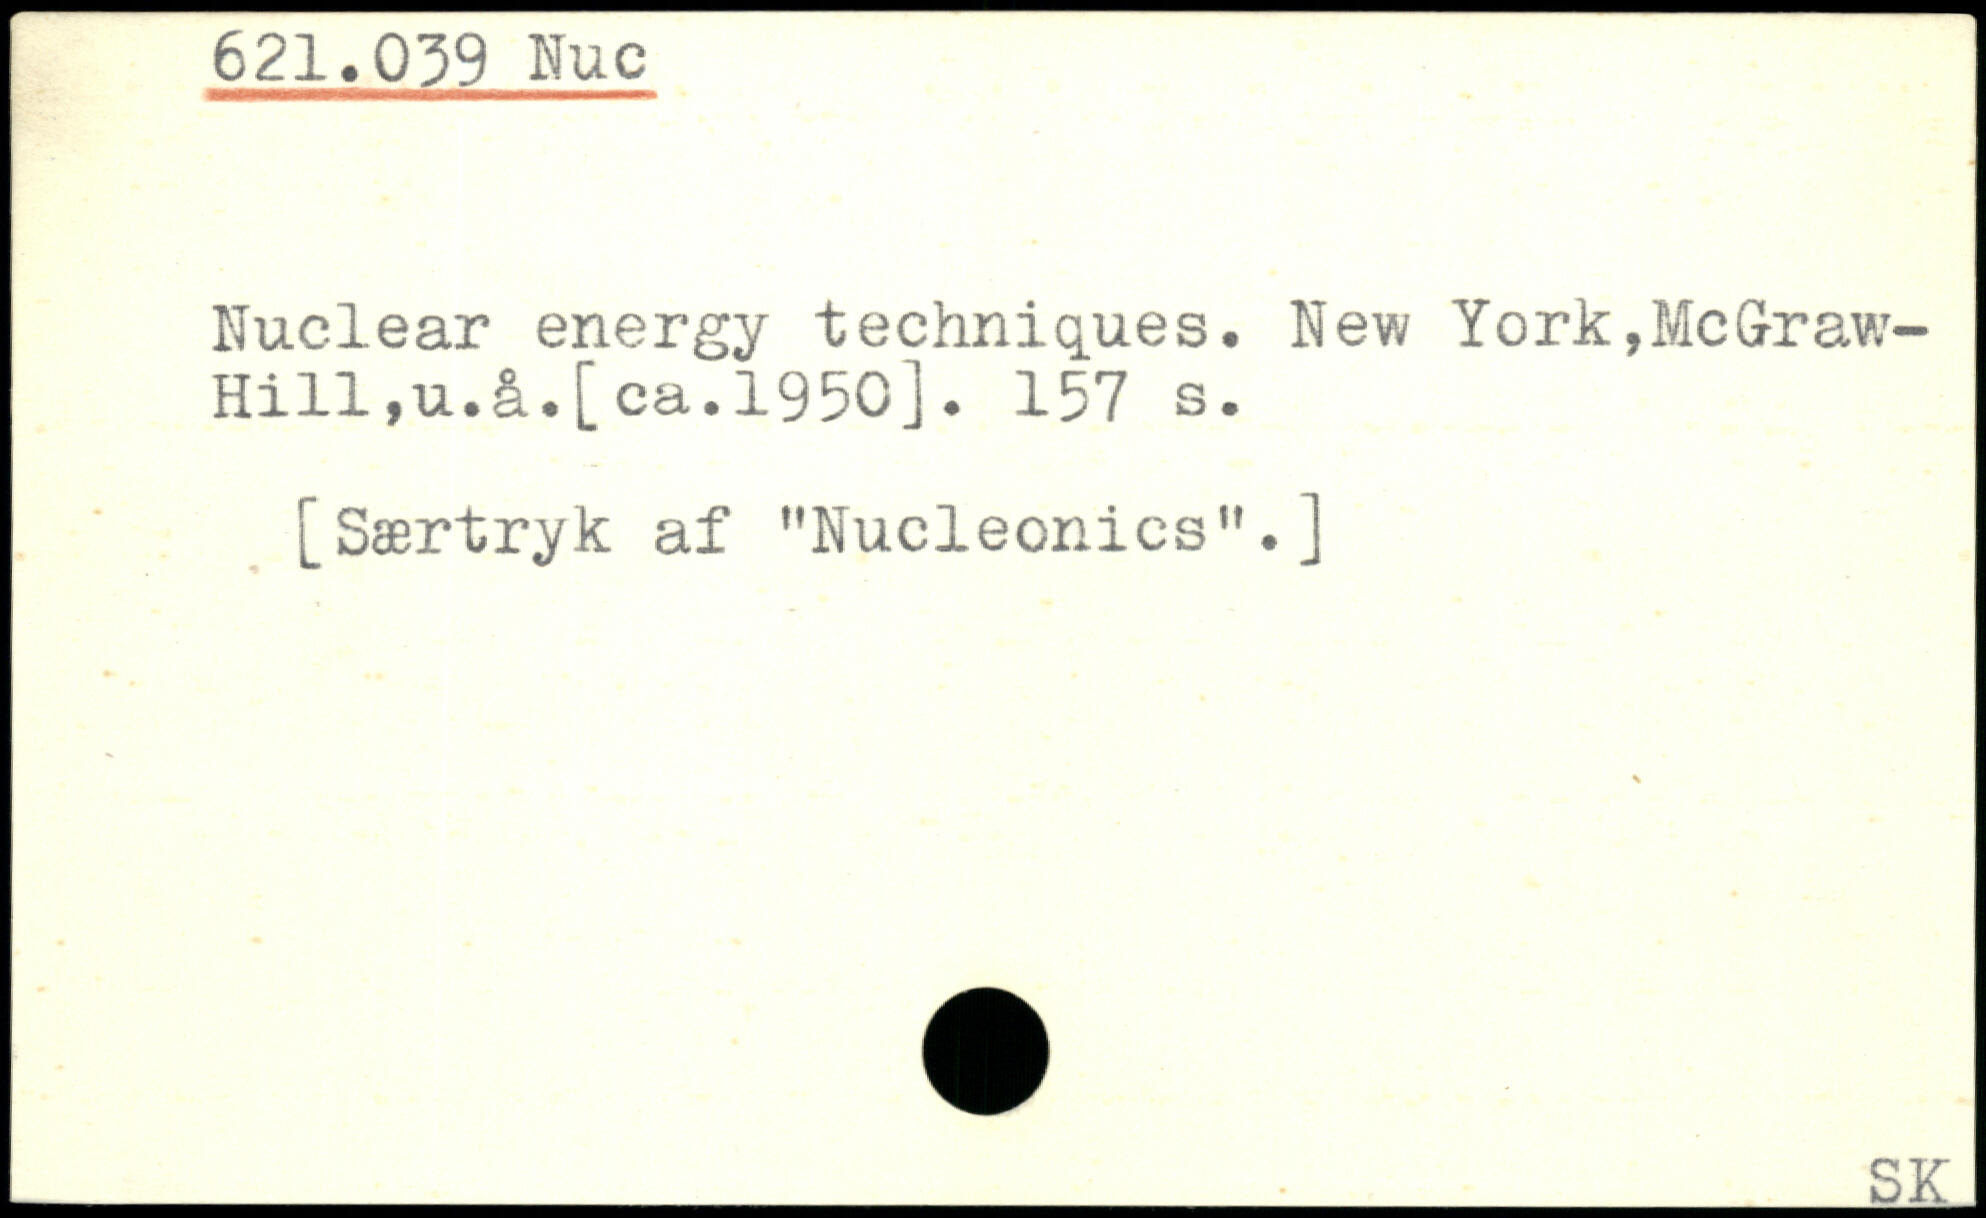 621.039 Nuc
Nuclear energy techniques. New York,McGraw-
Hill,u.å.[ca.1950]. 157 s.
[Særtryk af "Nucleonics".]
SK